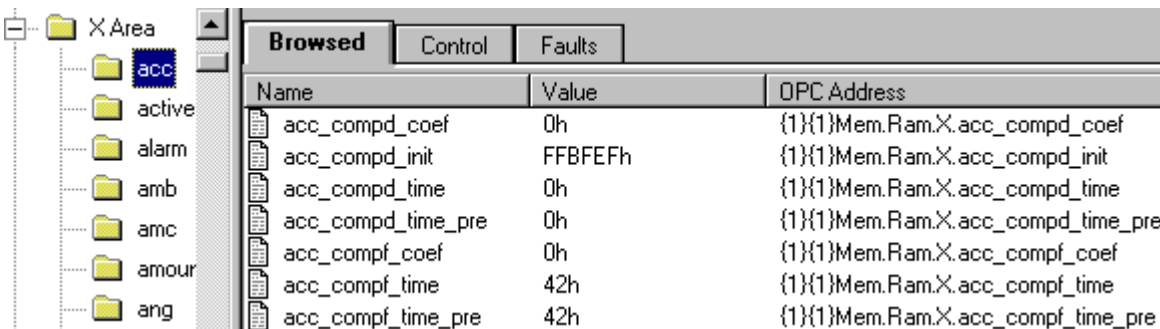 X Area
acc
active
alarm
amb
amc
amour
ang
Browsed Control Faults
Name Value OPC Address
acc_compd_coef 0h {1}{1}Mem.Ram.X.acc_compd_coef
acc_compd_init FFBFEFh {1}{1}Mem.Ram.X.acc_compd_init
acc_compd_time 0h {1}{1}Mem.Ram.X.acc_compd_time
acc_compd_time_pre 0h {1}{1}Mem.Ram.X.acc_compd_time_pre
acc_compf_coef 0h {1}{1}Mem.Ram.X.acc_compf_coef
acc_compf_time 42h {1}{1}Mem.Ram.X.acc_compf_time
acc_compf_time_pre 42h {1}{1}Mem.Ram.X.acc_compf_time_pre